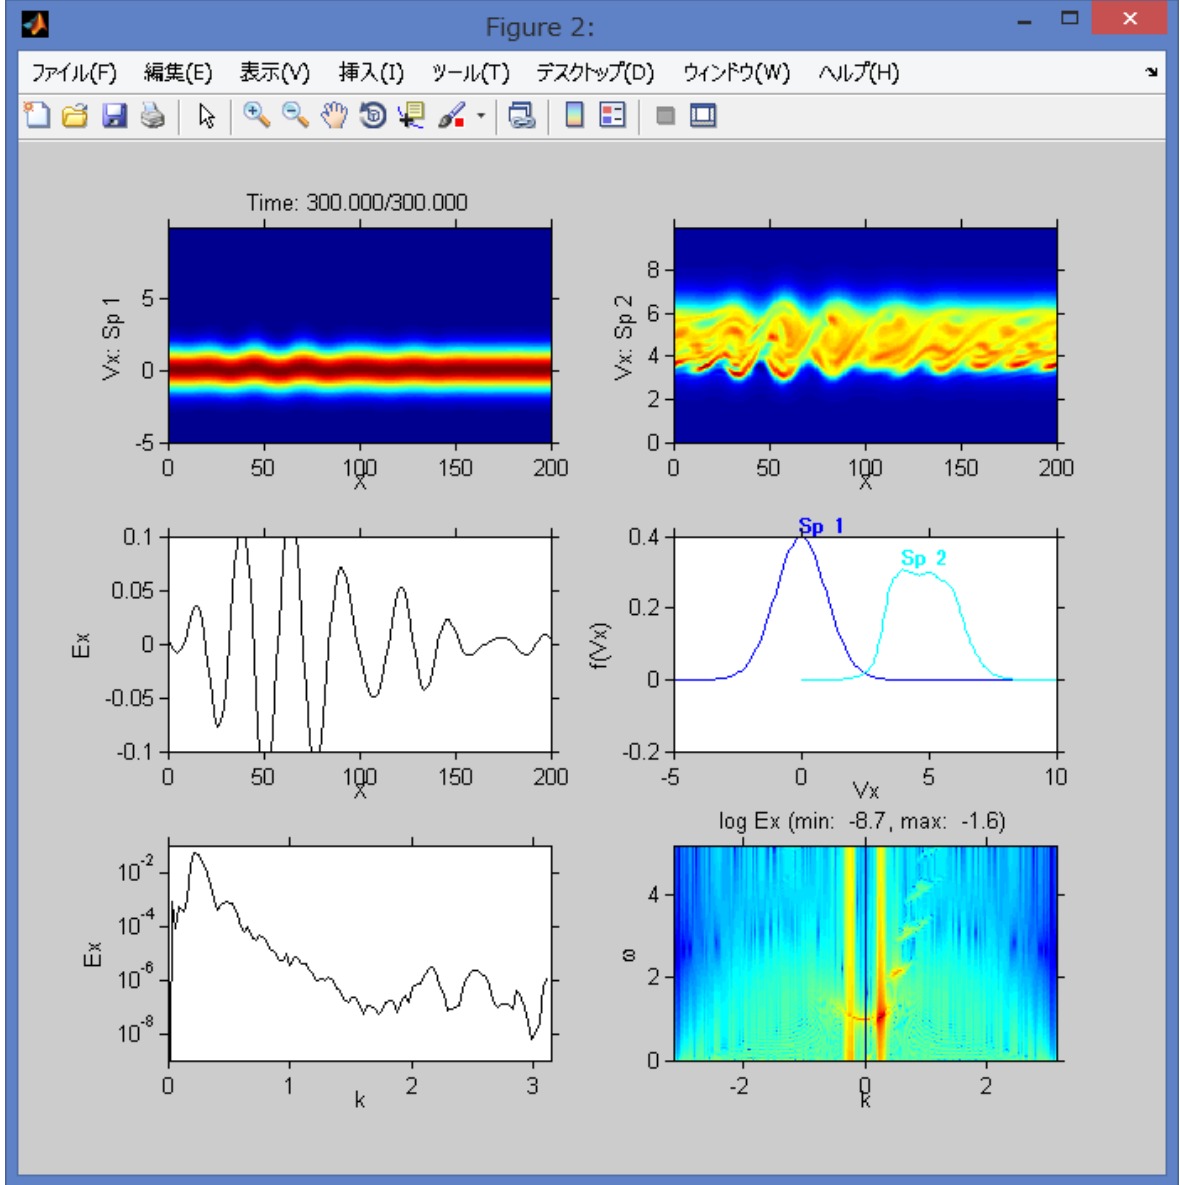 Figure 2:
ファイル(F) 編集(E) 表示(V) 挿入(I) ツール(T) デスクトップ(D) ウィンドウ(W) ヘルプ(H)
Time: 300.000/300.000
Vx: Sp 1
5
0
-5
0 50 100 150 200
X
Vx: Sp 2
8
6
4
2
0
0 50 100 150 200
X
Ex
0.1
0.05
0
-0.05
-0.1
0 50 100 150 200
X
Sp 1
Sp 2
f(Vx)
0.4
0.2
0
-0.2
-5 0 5 10
Vx
Ex
10-2
10-4
10-6
10-8
0 1 2 3
k
log Ex (min: -8.7, max: -1.6)
ω
4
2
0
-2 0 2
k